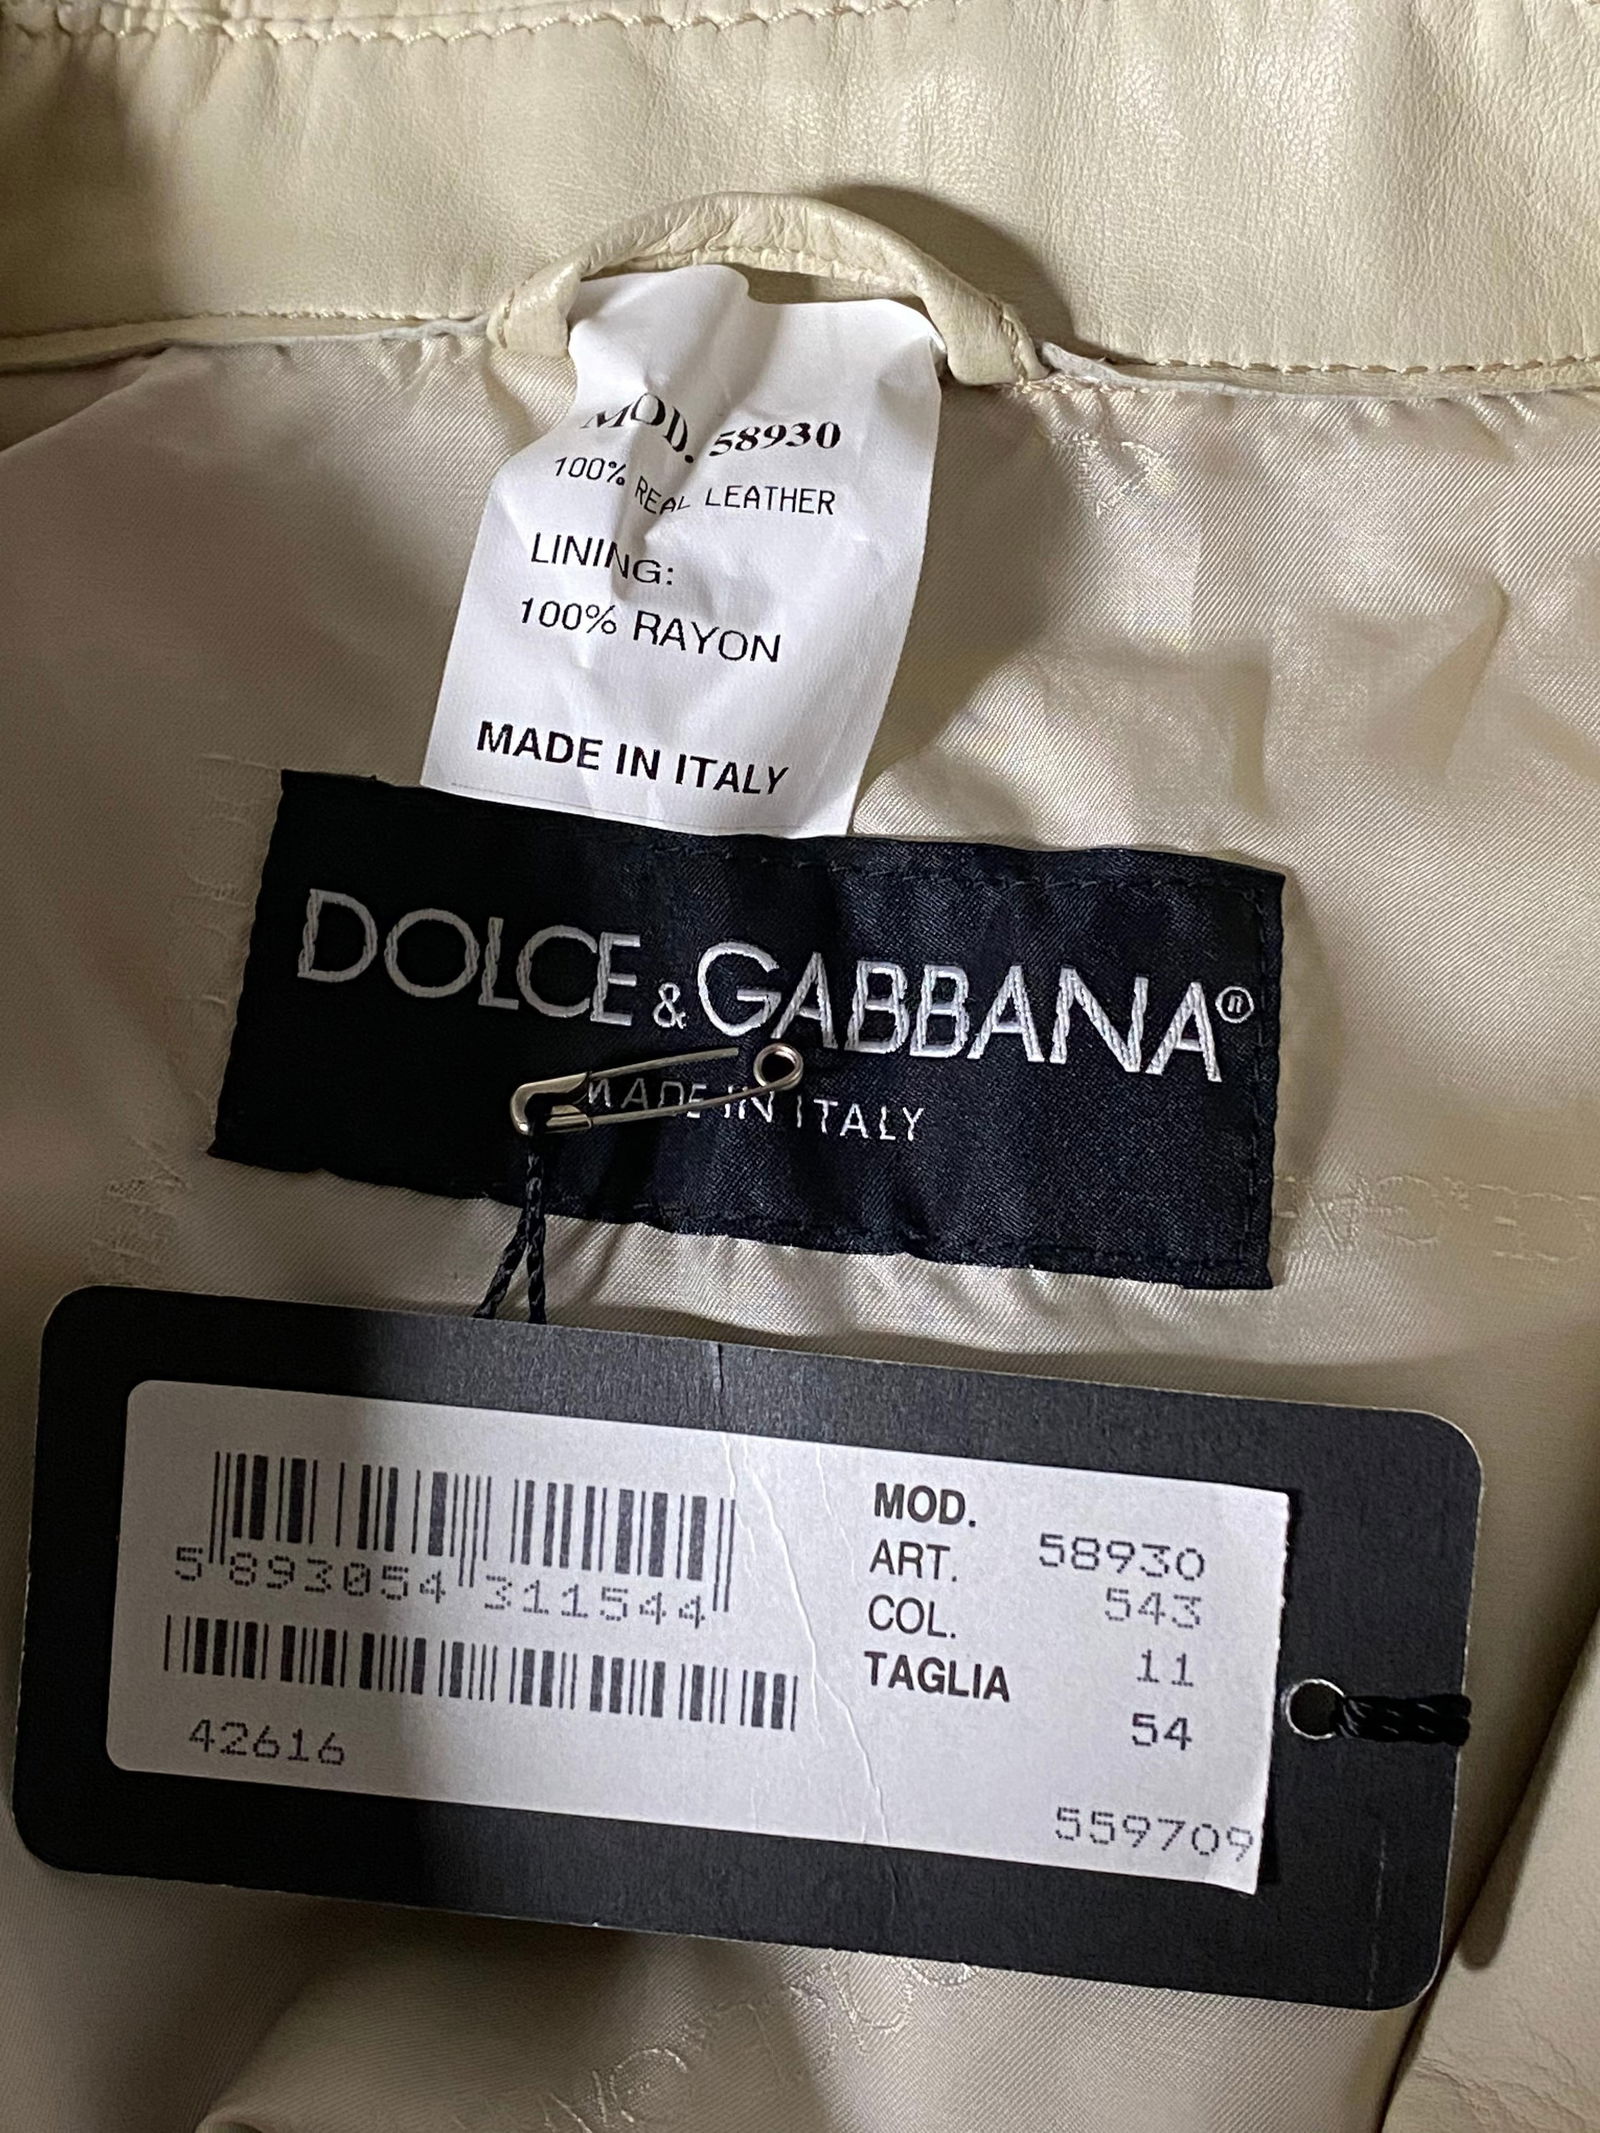 MOD. 58930
100% REAL LEATHER
LINING:
100% RAYON
MADE IN ITALY
DOLCE & GABBANA®
MADE IN ITALY
5 893054 311544
42616
MOD. 58930
ART. 543
COL. 11
TAGLIA 54
559709